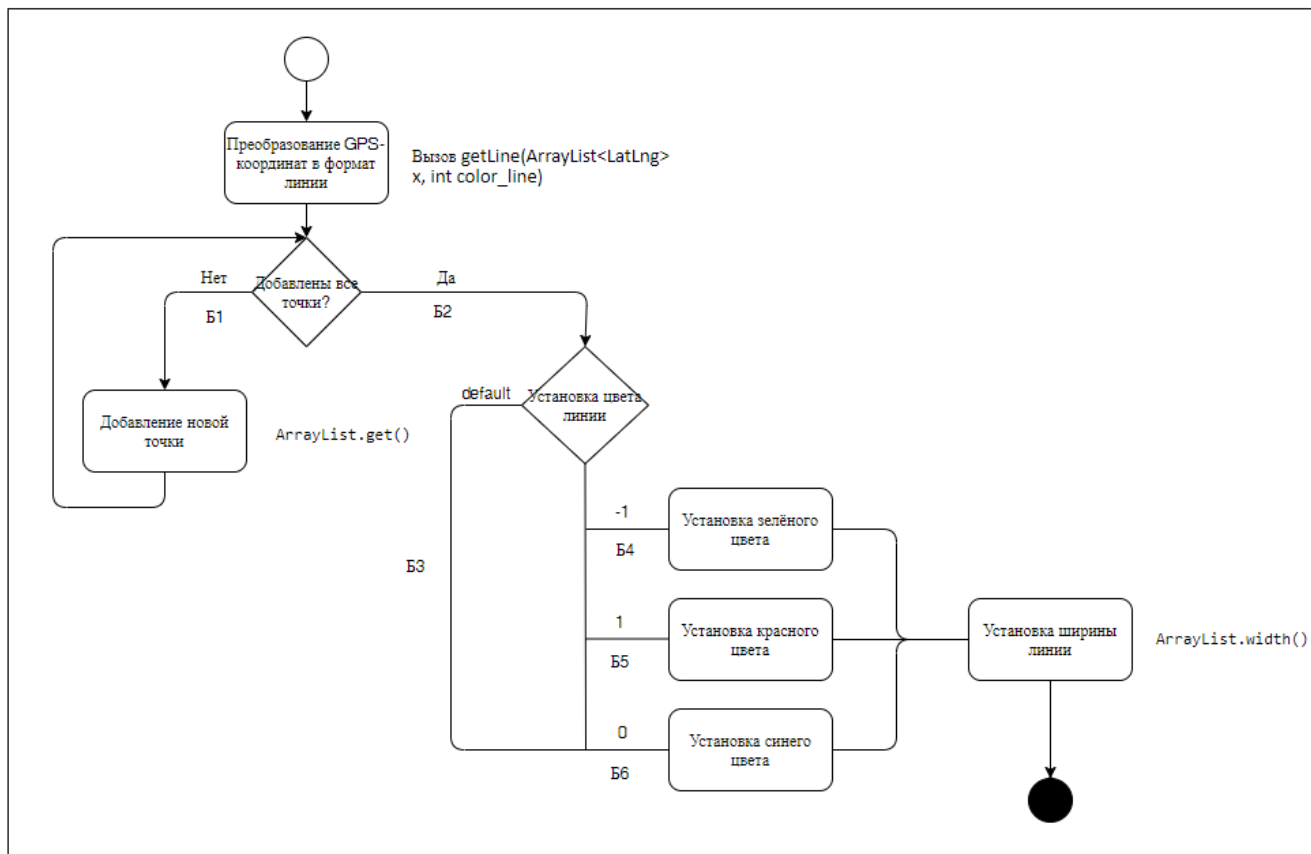 Преобразование GPS-
координат в формат
линии
Вызов getLine(ArrayList<LatLng>
x, int color_line)
Нет
Добавлены все
точки?
Да
Б1
Б2
default
Установка цвета
линии
Добавление новой
точки
ArrayList.get()
-1
Установка зелёного
цвета
Б4
Б3
1
Установка красного
цвета
Б5
Установка ширины
линии
ArrayList.width()
0
Установка синего
цвета
Б6